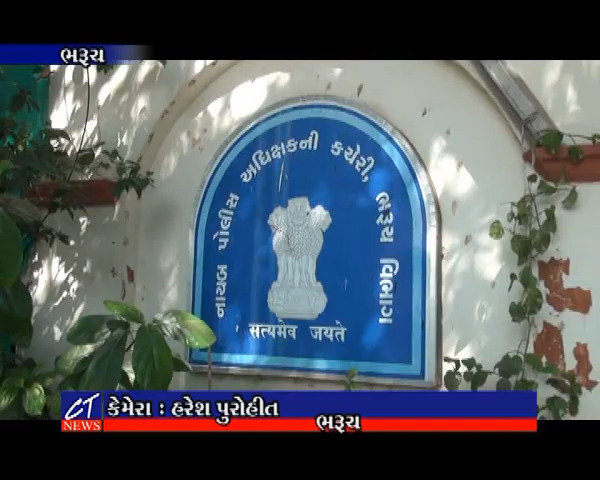 ભરૂચ
નાયબ પોલીસ અધિક્ષકની કચેરી, ભરૂચ વિભાગ
सत्यमेव जयते
CT NEWS
કેમેરા : હરેશ પુરોહીત
ભરૂચ